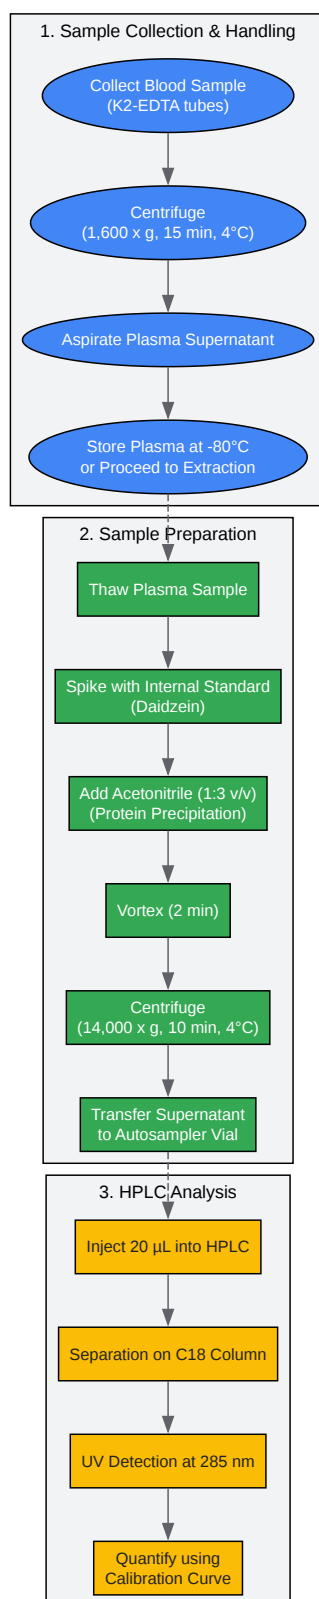 1. Sample Collection & Handling
Collect Blood Sample
(K2-EDTA tubes)
Centrifuge
(1,600 x g, 15 min, 4°C)
Aspirate Plasma Supernatant
Store Plasma at -80°C
or Proceed to Extraction
2. Sample Preparation
Thaw Plasma Sample
Spike with Internal Standard
(Daidzein)
Add Acetonitrile (1:3 v/v)
(Protein Precipitation)
Vortex (2 min)
Centrifuge
(14,000 x g, 10 min, 4°C)
Transfer Supernatant
to Autosampler Vial
3. HPLC Analysis
Inject 20 µL into HPLC
Separation on C18 Column
UV Detection at 285 nm
Quantify using
Calibration Curve